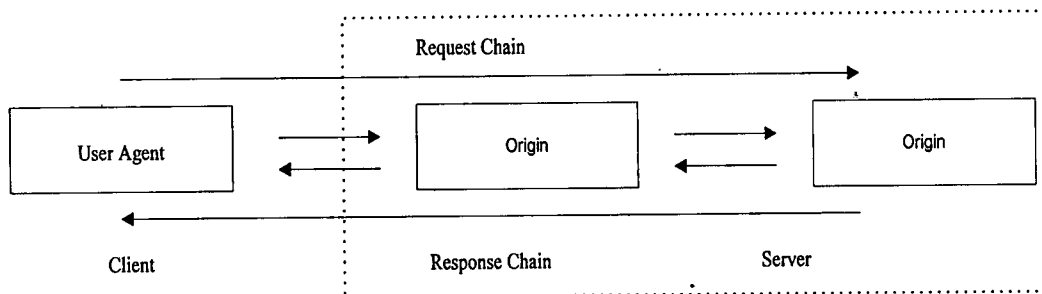 Request Chain
User Agent
Origin
Origin
Client
Response Chain
Server